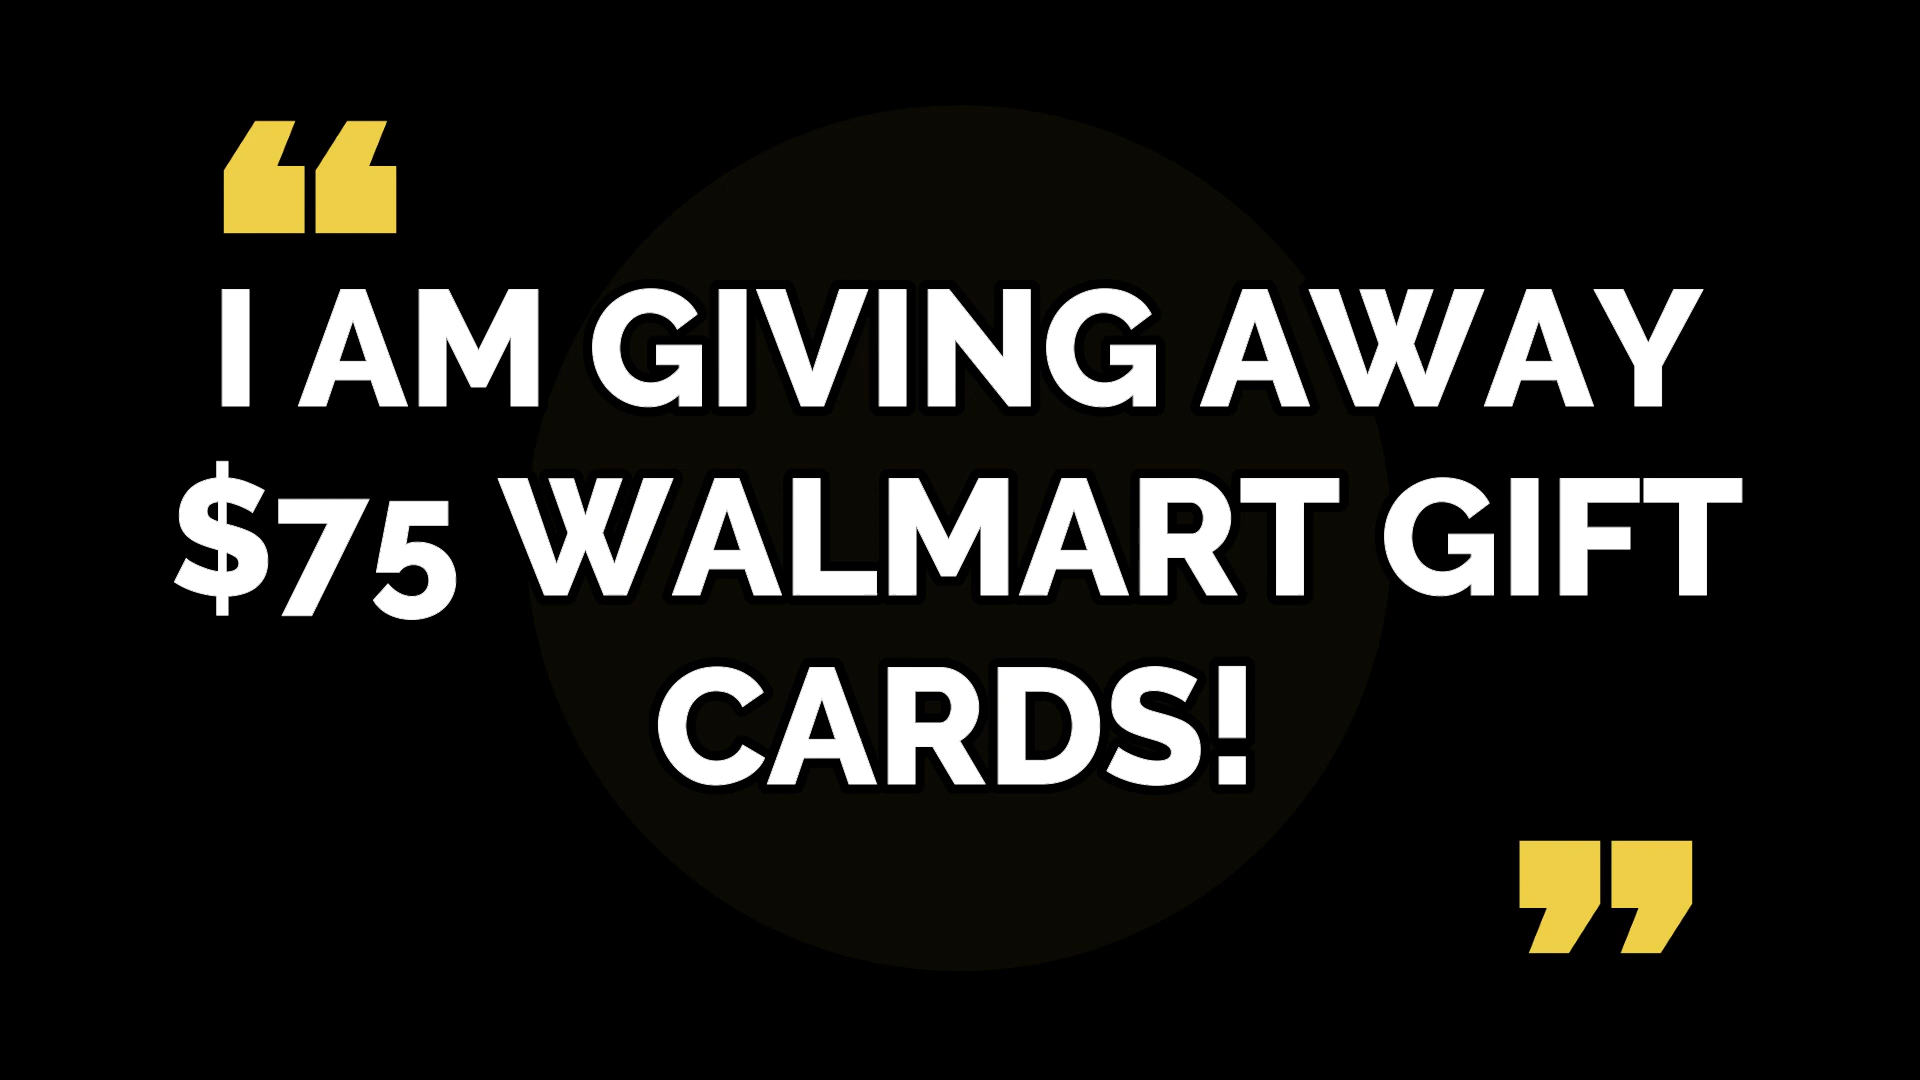 “
I AM GIVING AWAY
$75 WALMART GIFT
CARDS!
”